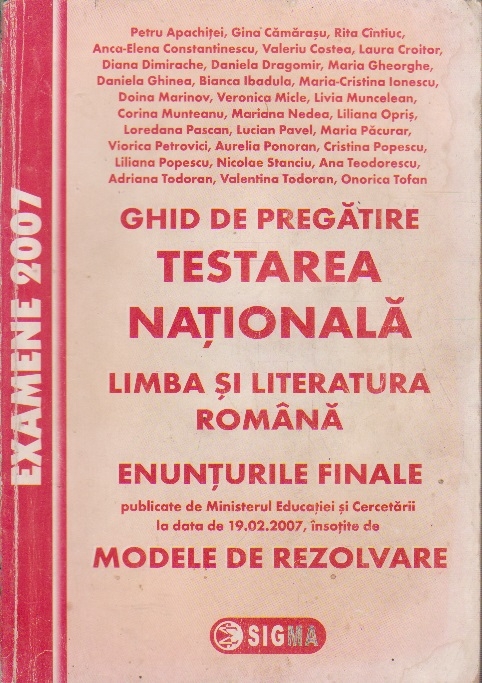 Petru Apachiței, Gina Cămărașu, Rita Cîntiuc,
Anca-Elena Constantinescu, Valeriu Costea, Laura Croitor,
Diana Dimirache, Daniela Dragomir, Maria Gheorghe,
Daniela Ghinea, Bianca Ibadula, Maria-Cristina Ionescu,
Doina Marinov, Veronica Micle, Livia Muncelean,
Corina Munteanu, Mariana Nedea, Liliana Opriș,
Loredana Pascan, Lucian Pavel, Maria Păcurar,
Viorica Petrovici, Aurelia Ponoran, Cristina Popescu,
Liliana Popescu, Nicolae Stanciu, Ana Teodorescu,
Adriana Todoran, Valentina Todoran, Onorica Tofan
GHID DE PREGĂTIRE
TESTAREA
NAȚIONALĂ
LIMBA ȘI LITERATURA
ROMÂNĂ
ENUNȚURILE FINALE
publicate de Ministerul Educației și Cercetării
la data de 19.02.2007, însoțite de
MODELE DE REZOLVARE
SIGMA
EXAMENE 2007